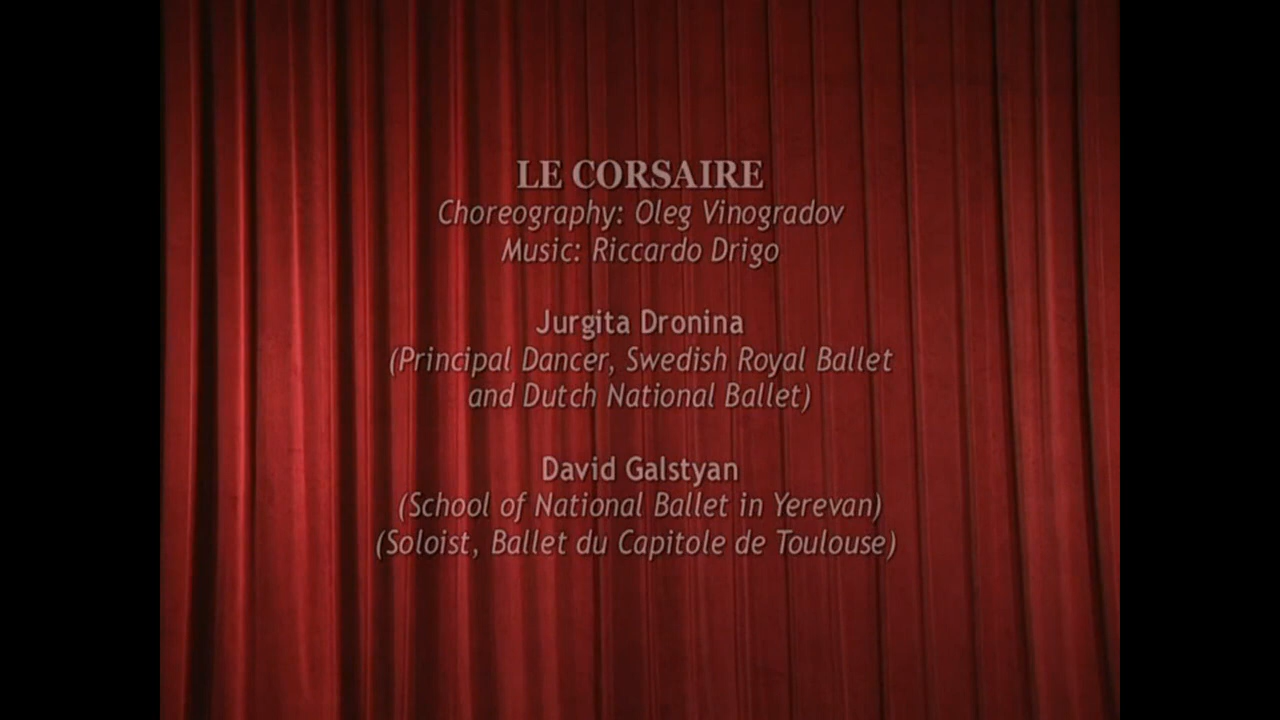 LE CORSAIRE
Choreography: Oleg Vinogradov
Music: Riccardo Drigo
Jurgita Dronina
(Principal Dancer, Swedish Royal Ballet
and Dutch National Ballet)
David Galstyan
(School of National Ballet in Yerevan)
(Soloist, Ballet du Capitole de Toulouse)